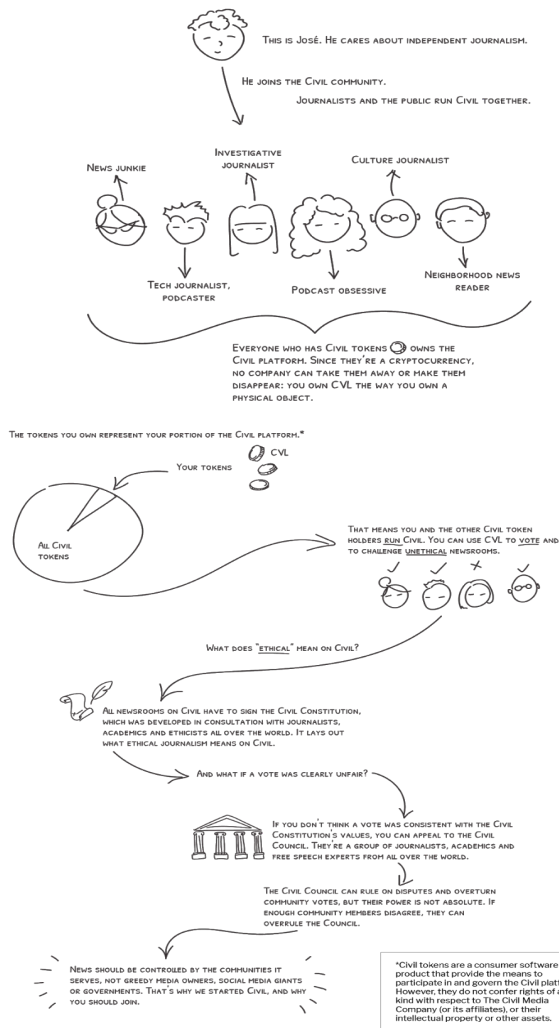 This is José. He cares about independent journalism.
He joins the Civil community.
Journalists and the public run Civil together.
Investigative
journalist
News junkie
Culture journalist
Tech journalist,
podcaster
Podcast obsessive
Neighborhood news
reader
Everyone who has Civil tokens owns the
Civil platform. Since they're a cryptocurrency,
no company can take them away or make them
disappear: you own CVL the way you own a
physical object.
The tokens you own represent your portion of the Civil platform.*
CVL
Your tokens
All Civil
tokens
That means you and the other Civil token
holders run Civil. You can use CVL to vote and
to challenge unethical newsrooms.
What does "ethical" mean on Civil?
All newsrooms on Civil have to sign the Civil Constitution,
which was developed in consultation with journalists,
academics and ethicists all over the world. It lays out
what ethical journalism means on Civil.
And what if a vote was clearly unfair?
If you don't think a vote was consistent with the Civil
Constitution's values, you can appeal to the Civil
Council. They're a group of journalists, academics and
free speech experts from all over the world.
The Civil Council can rule on disputes and overturn
community votes, but their power is not absolute. If
enough community members disagree, they can
overrule the Council.
News should be controlled by the communities it
serves, not greedy media owners, social media giants
or governments. That's why we started Civil, and why
you should join.
*Civil tokens are a consumer software
product that provide the means to
participate in and govern the Civil platf
However, they do not confer rights of a
kind with respect to The Civil Media
Company (or its affiliates), or their
intellectual property or other assets.